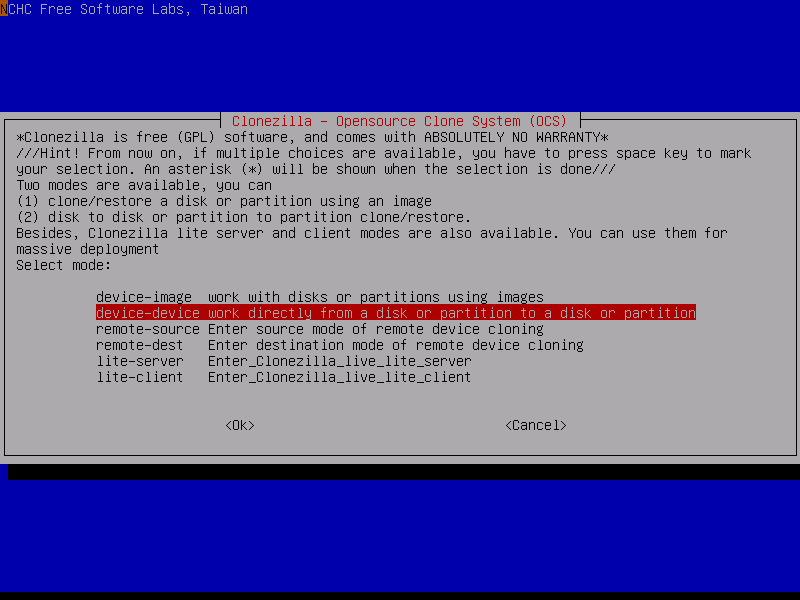 NCHC Free Software Labs, Taiwan
Clonezilla - Opensource Clone System (OCS)
*Clonezilla is free (GPL) software, and comes with ABSOLUTELY NO WARRANTY*
///Hint! From now on, if multiple choices are available, you have to press space key to mark
your selection. An asterisk (*) will be shown when the selection is done///
Two modes are available, you can
(1) clone/restore a disk or partition using an image
(2) disk to disk or partition to partition clone/restore.
Besides, Clonezilla lite server and client modes are also available. You can use them for
massive deployment
Select mode:
device-image work with disks or partitions using images
device-device work directly from a disk or partition to a disk or partition
remote-source Enter source mode of remote device cloning
remote-dest Enter destination mode of remote device cloning
lite-server Enter_Clonezilla_live_lite_server
lite-client Enter_Clonezilla_live_lite_client
<Ok> <Cancel>